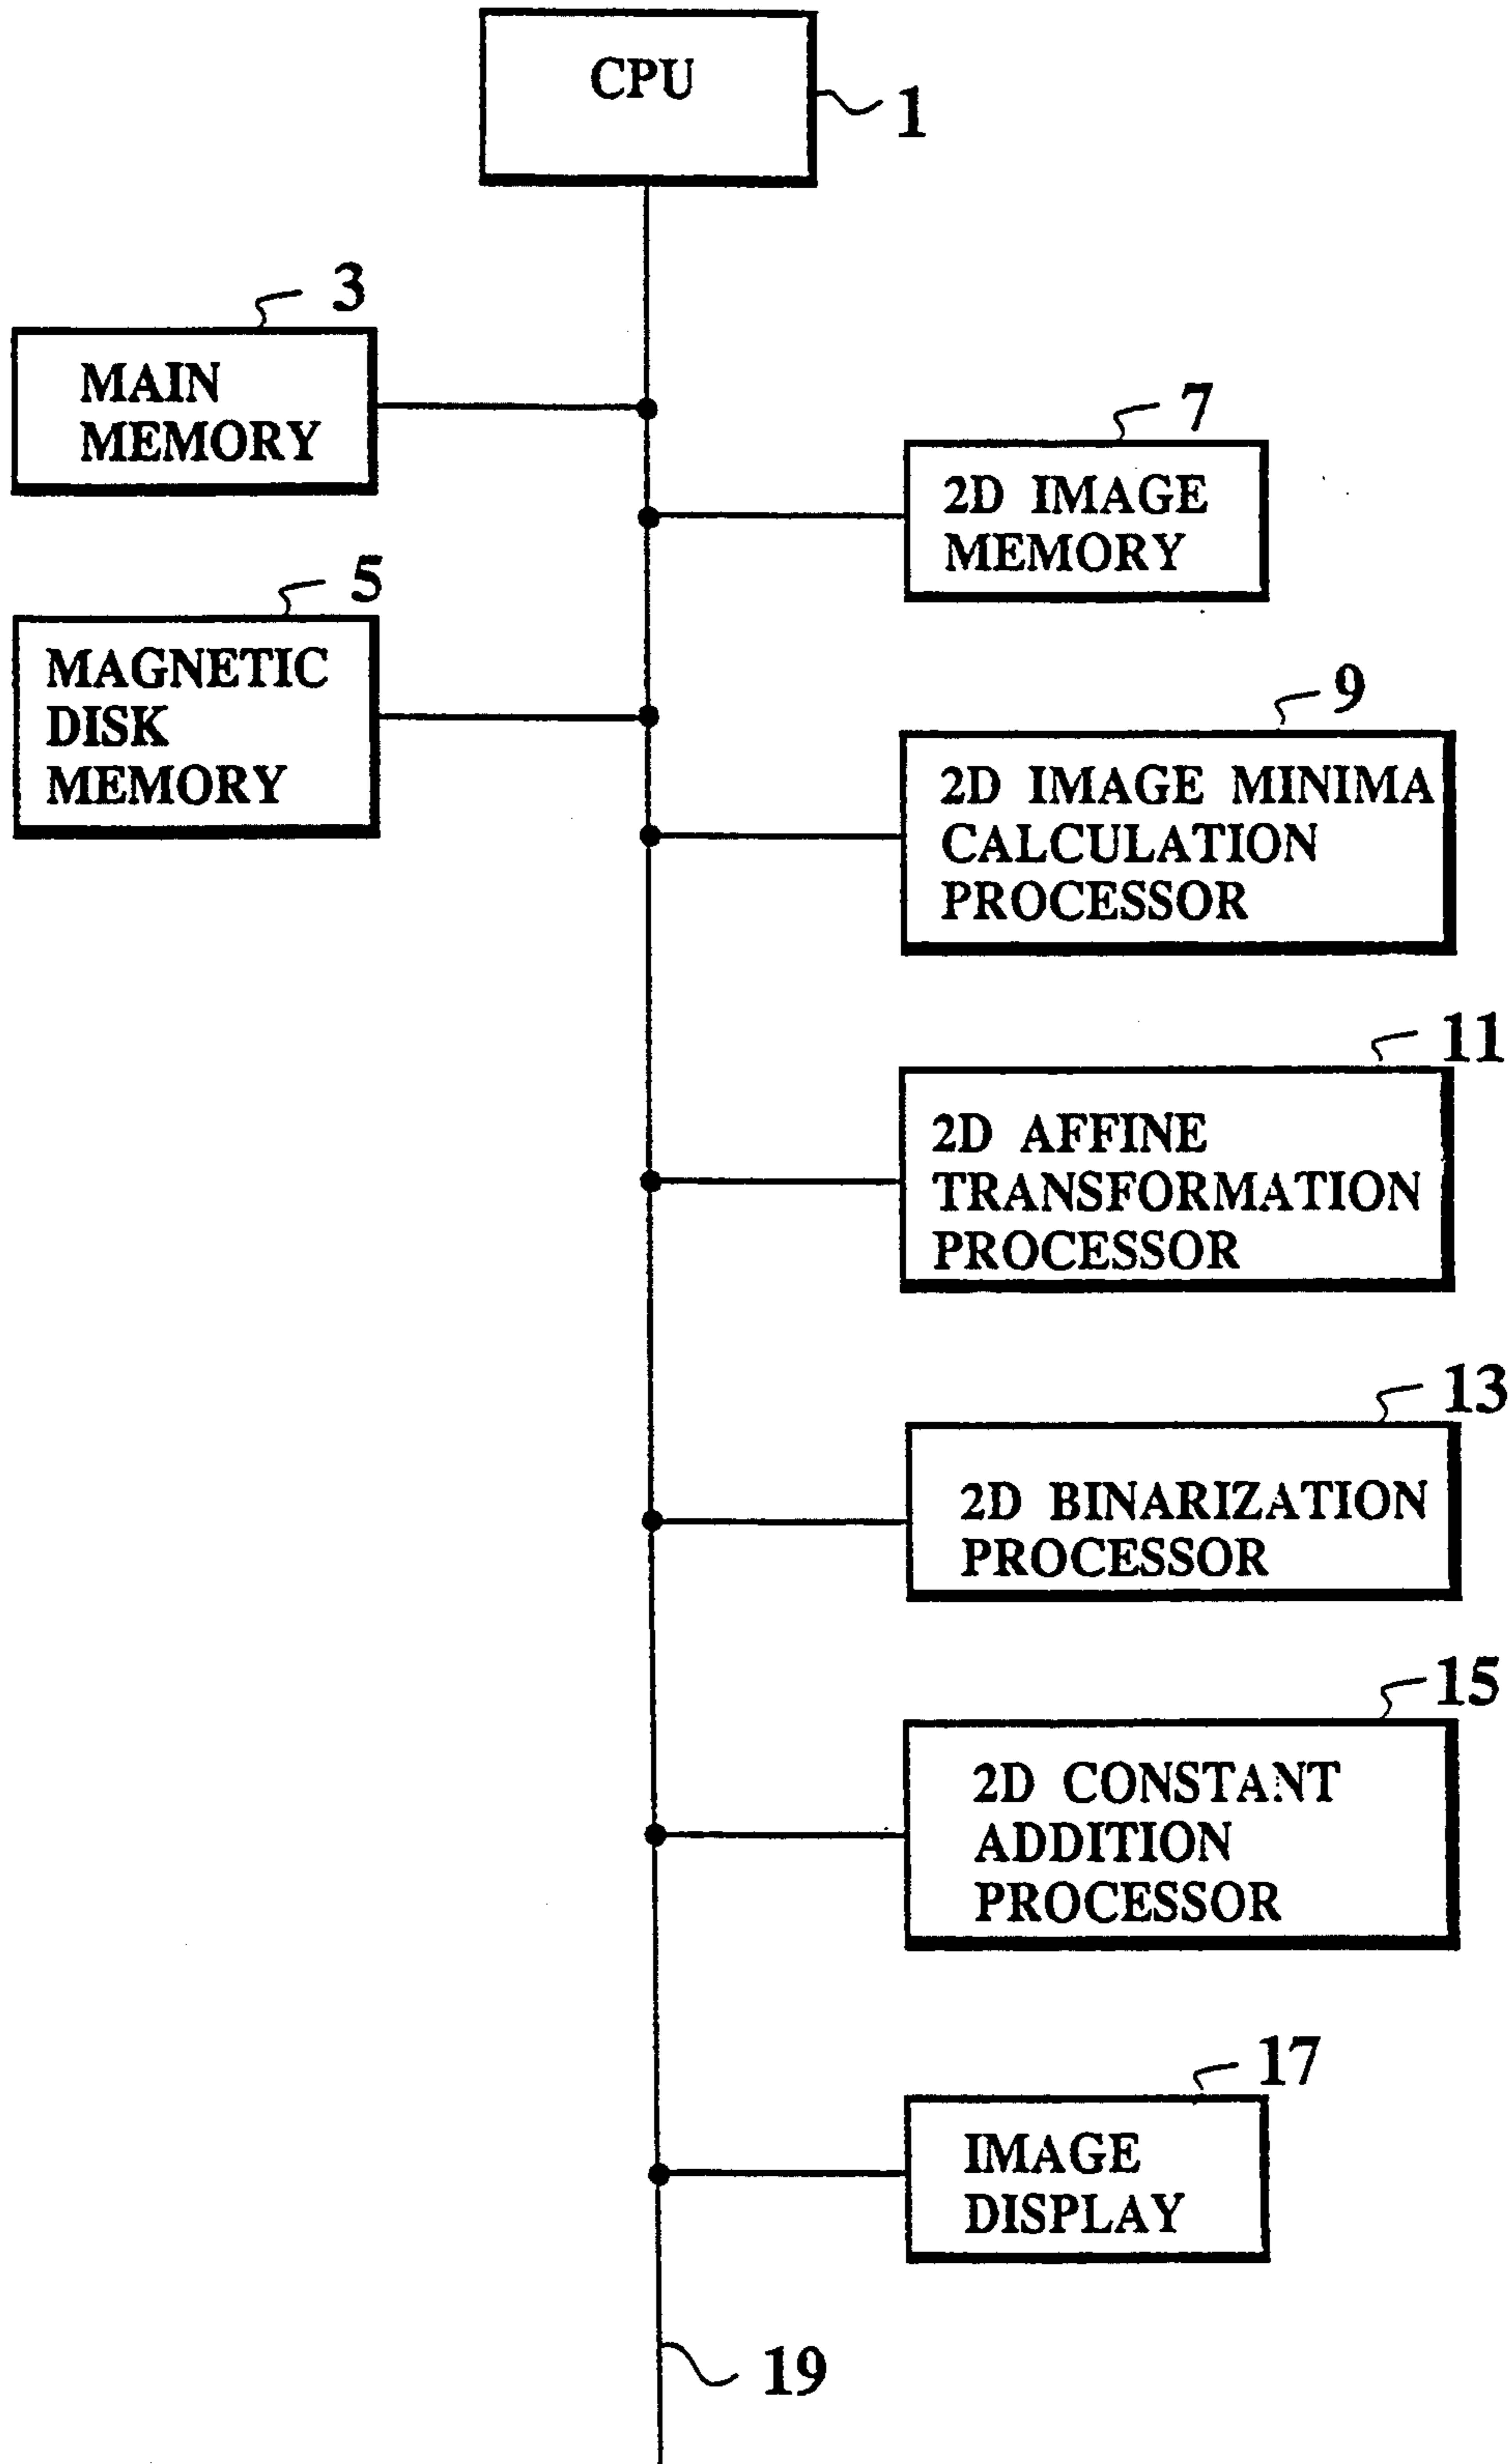 CPU
1
3
MAIN
MEMORY
7
2D IMAGE
MEMORY
5
MAGNETIC
DISK
MEMORY
9
2D IMAGE MINIMA
CALCULATION
PROCESSOR
11
2D AFFINE
TRANSFORMATION
PROCESSOR
13
2D BINARIZATION
PROCESSOR
15
2D CONSTANT
ADDITION
PROCESSOR
17
IMAGE
DISPLAY
19